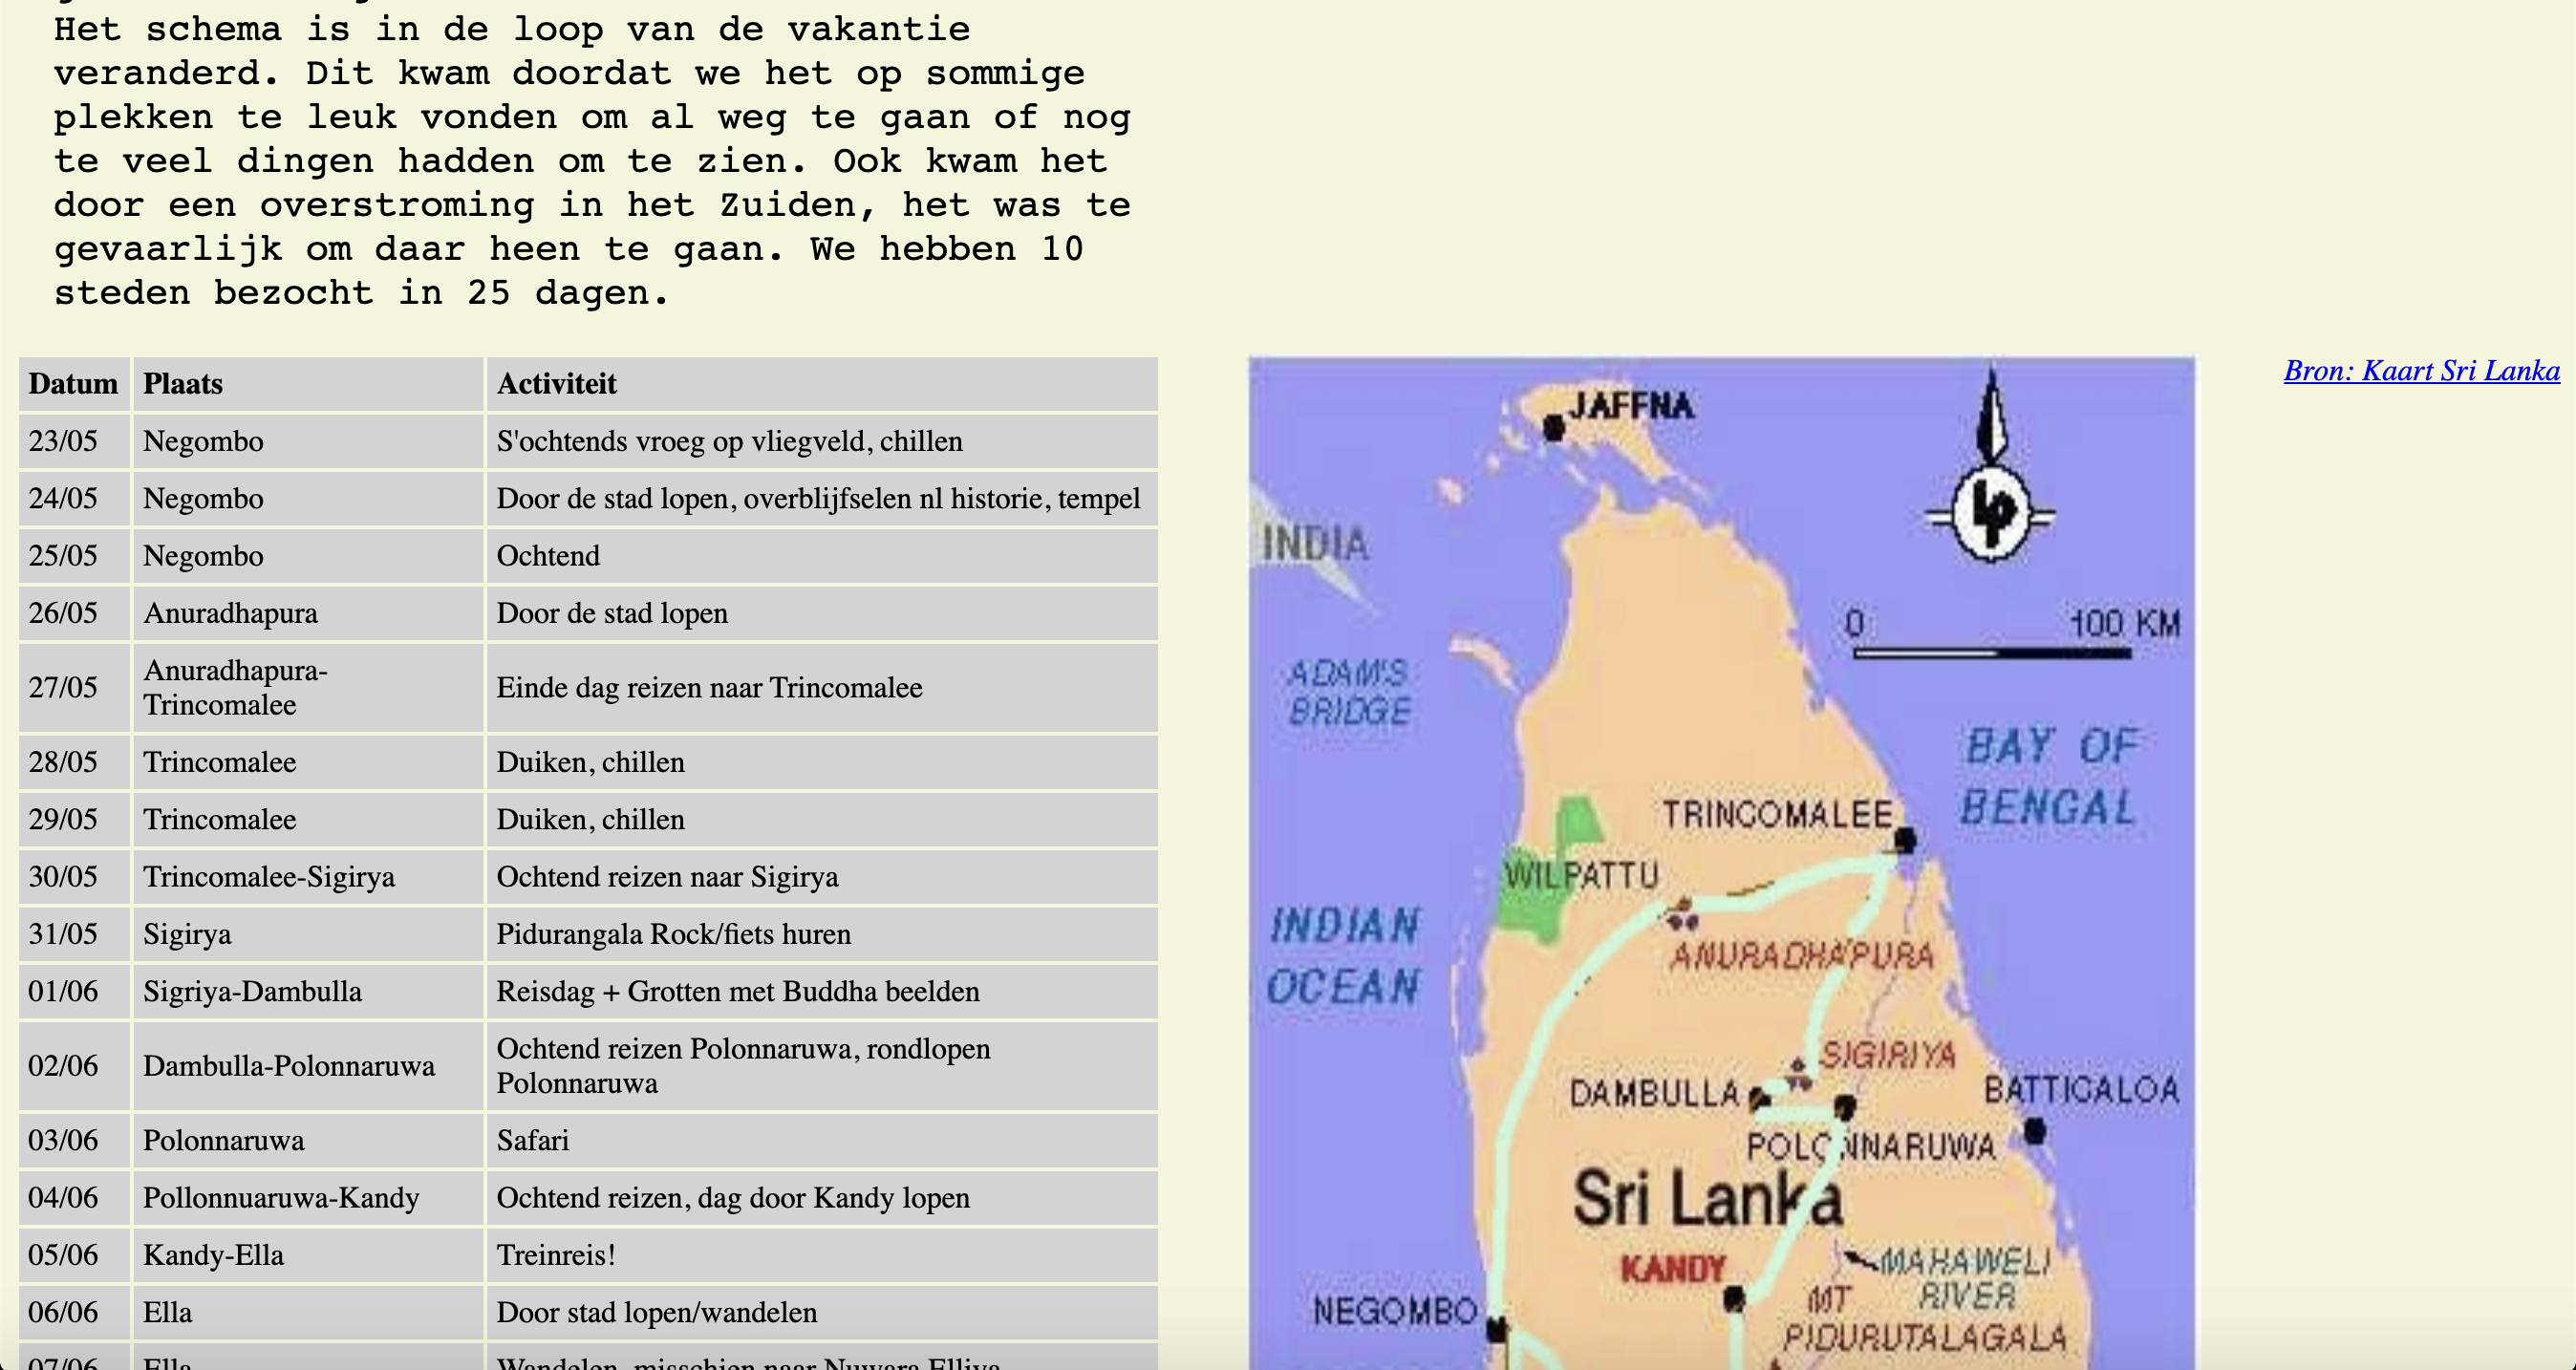 Het schema is in de loop van de vakantie
veranderd. Dit kwam doordat we het op sommige
plekken te leuk vonden om al weg te gaan of nog
te veel dingen hadden om te zien. Ook kwam het
door een overstroming in het Zuiden, het was te
gevaarlijk om daar heen te gaan. We hebben 10
steden bezocht in 25 dagen.
Datum Plaats Activiteit
23/05 Negombo S'ochtends vroeg op vliegveld, chillen
24/05 Negombo Door de stad lopen, overblijfselen nl historie, tempel
25/05 Negombo Ochtend
26/05 Anuradhapura Door de stad lopen
27/05 Anuradhapura-
Trincomalee Einde dag reizen naar Trincomalee
28/05 Trincomalee Duiken, chillen
29/05 Trincomalee Duiken, chillen
30/05 Trincomalee-Sigirya Ochtend reizen naar Sigirya
31/05 Sigirya Pidurangala Rock/fiets huren
01/06 Sigriya-Dambulla Reisdag + Grotten met Buddha beelden
02/06 Dambulla-Polonnaruwa Ochtend reizen Polonnaruwa, rondlopen
Polonnaruwa
03/06 Polonnaruwa Safari
04/06 Pollonnuaruwa-Kandy Ochtend reizen, dag door Kandy lopen
05/06 Kandy-Ella Treinreis!
06/06 Ella Door stad lopen/wandelen
07/06 Ella Wandelen, misschien naar Nuwara Elliya
Bron: Kaart Sri Lanka
JAFFNA
lp
INDIA
0 100 KM
ADAM'S
BRIDGE
BAY OF
BENGAL
TRINCOMALEE
WILPATTU
INDIAN
OCEAN
ANURADHAPURA
SIGIRIYA
DAMBULLA
BATTICALOA
POLONNARUWA
Sri Lanka
KANDY
MAHAWELI
RIVER
NEGOMBO
MT
PIDURUTALAGALA